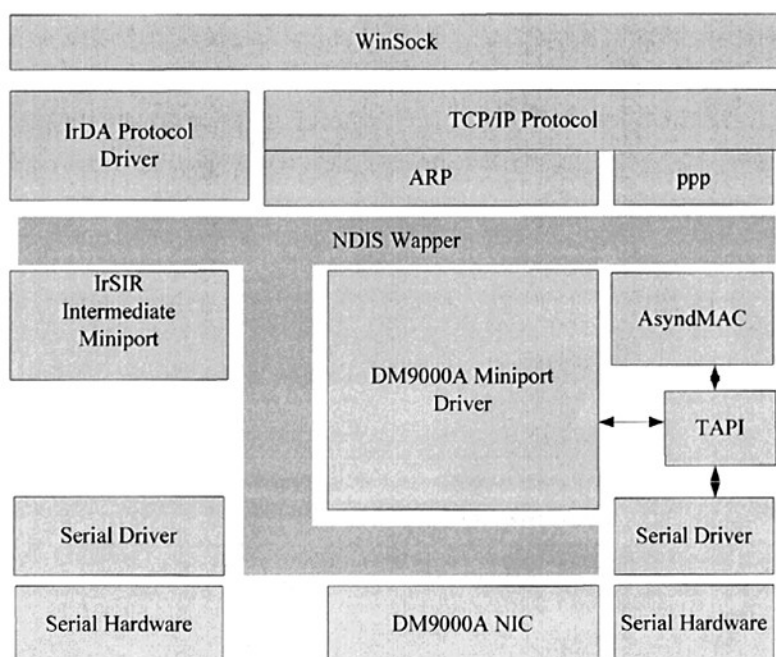 WinSock
IrDA Protocol
Driver
TCP/IP Protocol
ARP
ppp
NDIS Wapper
IrSIR
Intermediate
Miniport
DM9000A Miniport
Driver
AsyndMAC
TAPI
Serial Driver
Serial Driver
Serial Hardware
DM9000A NIC
Serial Hardware